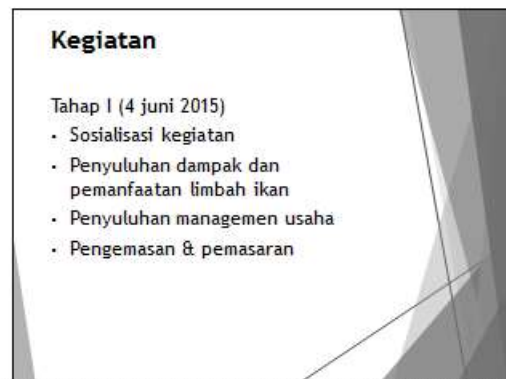 Kegiatan
Tahap I (4 juni 2015)
• Sosialisasi kegiatan
• Penyuluhan dampak dan
pemanfaatan limbah ikan
• Penyuluhan managemen usaha
• Pengemasan & pemasaran